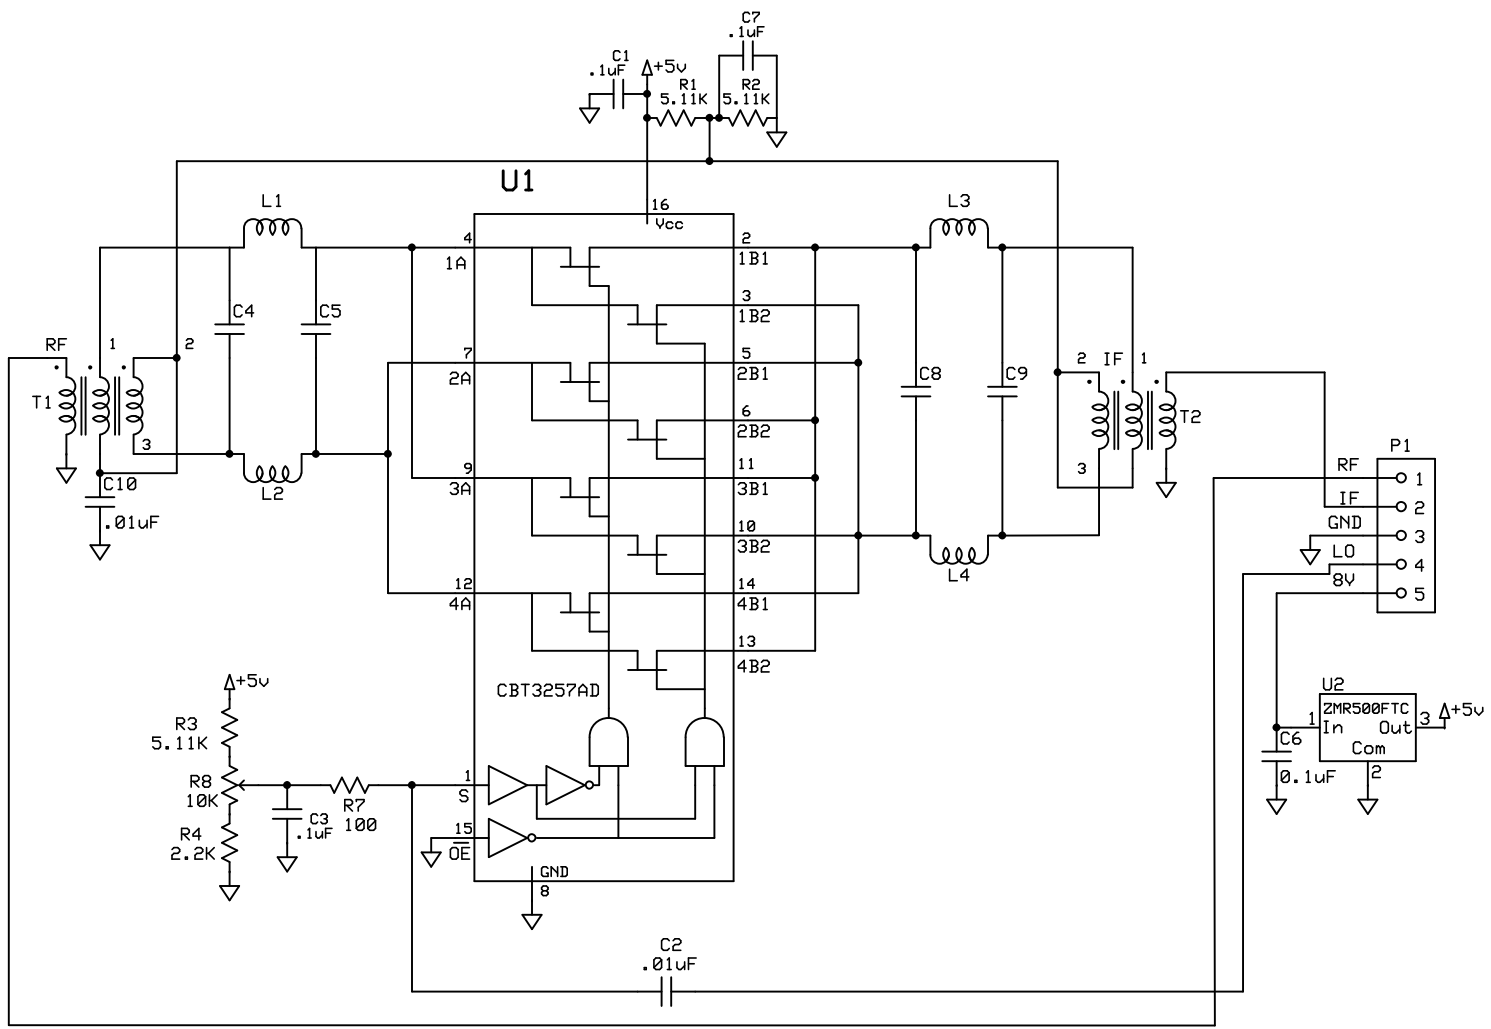 C7
.1uF
C1
.1uF
+5v
R1
5.11K
R2
5.11K
U1
16
Vcc
L1
L3
4
1A
2
1B1
3
1B2
C4
C5
RF
1
2
7
2A
5
2B1
C8
C9
2
IF
1
T1
3
6
2B2
T2
P1
C10
.01uF
L2
9
3A
11
3B1
3
RF
1
IF
2
GND
3
LO
4
8V
5
10
3B2
L4
12
4A
14
4B1
13
4B2
CBT3257AD
+5v
R3
5.11K
R8
10K
R4
2.2K
C3
.1uF
R7
100
1
S
15
OE
GND
8
U2
ZMR500FTC
1
In
Out
3
+5v
Com
2
C6
0.1uF
C2
.01uF